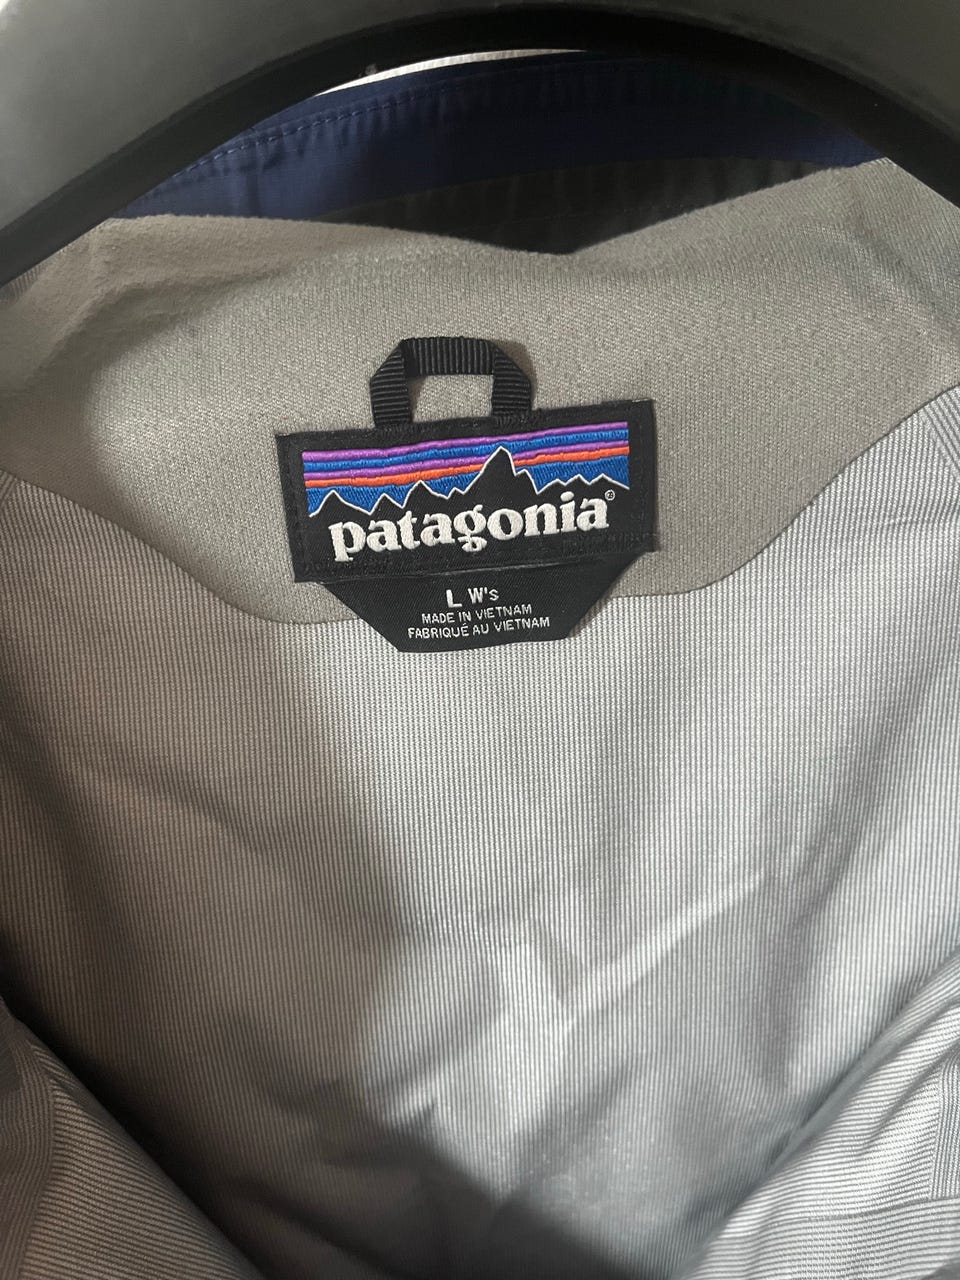 patagonia®
L W's
MADE IN VIETNAM
FABRIQUÉ AU VIETNAM